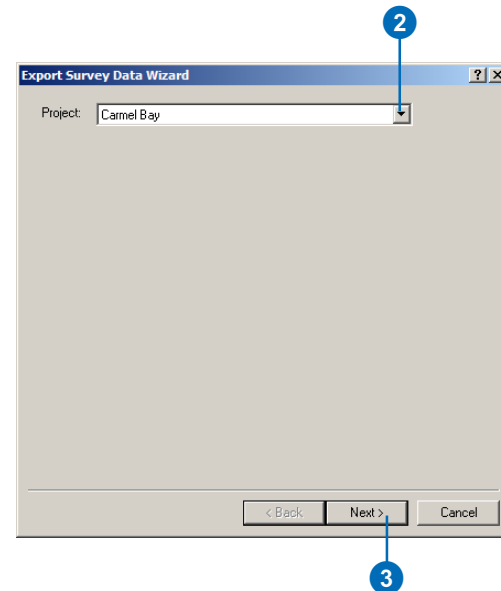 2
Export Survey Data Wizard ? X
Project: Carmel Bay
< Back Next > Cancel
3